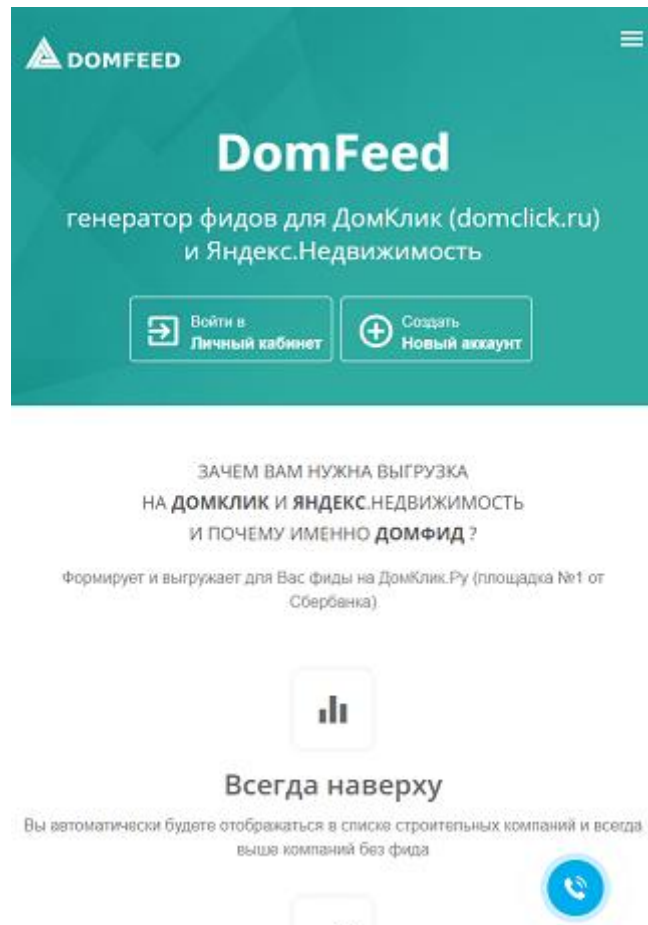 DOMFEED
DomFeed
генератор фидов для ДомКлик (domclick.ru)
и Яндекс.Недвижимость
Войти в
Личный кабинет
Создать
Новый аккаунт
ЗАЧЕМ ВАМ НУЖНА ВЫГРУЗКА
НА ДОМКЛИК И ЯНДЕКС.НЕДВИЖИМОСТЬ
И ПОЧЕМУ ИМЕННО ДОМФИД ?
Формирует и выгружает для Вас фиды на ДомКлик.Ру (площадка №1 от
Сбербанка)
Всегда наверху
Вы автоматически будете отображаться в списке строительных компаний и всегда
выше компаний без фида